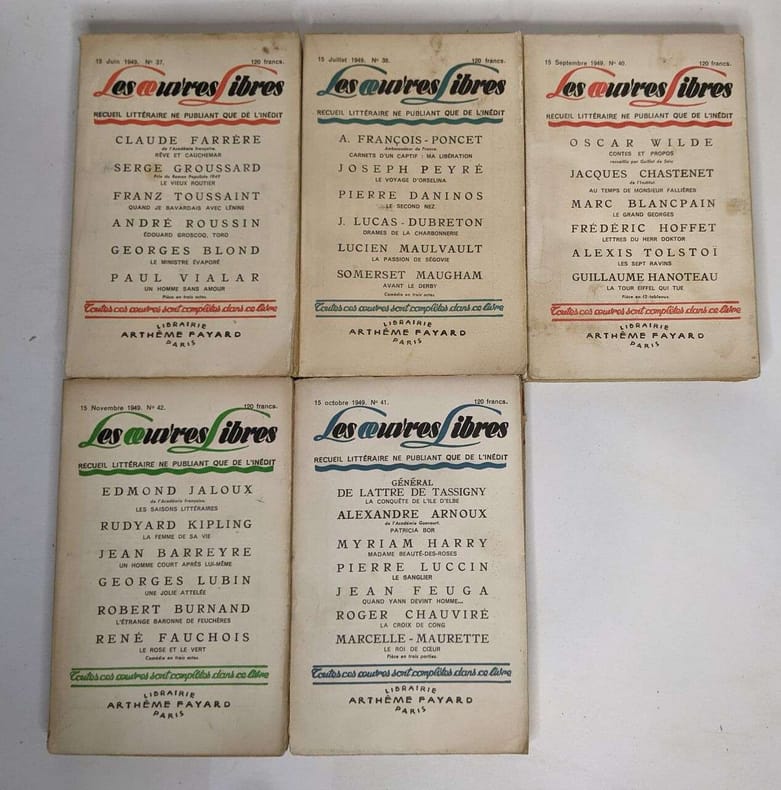 15 Juin 1949. N° 37. 120 francs.
Les œuvres Libres
RECUEIL LITTÉRAIRE NE PUBLIANT QUE DE L'INÉDIT
CLAUDE FARRÈRE
de l'Académie française.
RÊVE ET CAUCHEMAR
SERGE GROUSSARD
Prix du Roman Populiste 1949
LE VIEUX ROUTIER
FRANZ TOUSSAINT
QUAND JE BAVARDAIS AVEC LÉNINE
ANDRÉ ROUSSIN
ÉDOUARD GROSCOQ, TORO
GEORGES BLOND
LE MINISTRE ÉVAPORÉ
PAUL VIALAR
UN HOMME SANS AMOUR
Pièce en trois actes
Toutes ces œuvres sont complètes dans ce livre
LIBRAIRIE
ARTHÈME FAYARD
PARIS
15 Juillet 1949. N° 38. 120 francs.
Les œuvres Libres
RECUEIL LITTÉRAIRE NE PUBLIANT QUE DE L'INÉDIT
A. FRANÇOIS-PONCET
Ambassadeur de France.
CARNETS D'UN CAPTIF : MA LIBÉRATION
JOSEPH PEYRÉ
LE VOYAGE D'ORSELINA
PIERRE DANINOS
LE SECOND NEZ
J. LUCAS-DUBRETON
DRAMES DE LA CHARBONNERIE
LUCIEN MAULVAULT
LA PASSION DE SÉGOVIE
SOMERSET MAUGHAM
AVANT LE DERBY
Comédie en trois actes
Toutes ces œuvres sont complètes dans ce livre
LIBRAIRIE
ARTHÈME FAYARD
PARIS
15 Septembre 1949. N° 40. 120 francs.
Les œuvres Libres
RECUEIL LITTÉRAIRE NE PUBLIANT QUE DE L'INÉDIT
OSCAR WILDE
CONTES ET PROPOS
recueillis par Guillot de Saix
JACQUES CHASTENET
de l'Institut
AU TEMPS DE MONSIEUR FALLIÈRES
MARC BLANCPAIN
LE GRAND GEORGES
FRÉDÉRIC HOFFET
LETTRES DU HERR DOKTOR
ALEXIS TOLSTOÏ
LES SEPT RAVINS
GUILLAUME HANOTEAU
LA TOUR EIFFEL QUI TUE
Pièce en 12 tableaux
Toutes ces œuvres sont complètes dans ce livre
LIBRAIRIE
ARTHÈME FAYARD
PARIS
15 Novembre 1949. N° 42. 120 francs.
Les œuvres Libres
RECUEIL LITTÉRAIRE NE PUBLIANT QUE DE L'INÉDIT
EDMOND JALOUX
de l'Académie française.
LES SAISONS LITTÉRAIRES
RUDYARD KIPLING
LA FEMME DE SA VIE
JEAN BARREYRE
UN HOMME COURT APRÈS LUI-MÊME
GEORGES LUBIN
UNE JOLIE ATTELÉE
ROBERT BURNAND
L'ÉTRANGE BARONNE DE FEUCHÈRES
RENÉ FAUCHOIS
LE ROSE ET LE VERT
Comédie en trois actes
Toutes ces œuvres sont complètes dans ce livre
LIBRAIRIE
ARTHÈME FAYARD
PARIS
15 octobre 1949. N° 41. 120 francs.
Les œuvres Libres
RECUEIL LITTÉRAIRE NE PUBLIANT QUE DE L'INÉDIT
GÉNÉRAL
DE LATTRE DE TASSIGNY
LA CONQUÊTE DE L'ILE D'ELBE
ALEXANDRE ARNOUX
de l'Académie Goncourt.
PATRICIA BOR
MYRIAM HARRY
MADAME BEAUTÉ-DES-ROSES
PIERRE LUCCIN
LE SANGLIER
JEAN FEUGA
QUAND YANN DEVINT HOMME...
ROGER CHAUVIRÉ
LA CROIX DE CONG
MARCELLE-MAURETTE
LE ROI DE CŒUR
Pièce en trois parties.
Toutes ces œuvres sont complètes dans ce livre
LIBRAIRIE
ARTHÈME FAYARD
PARIS